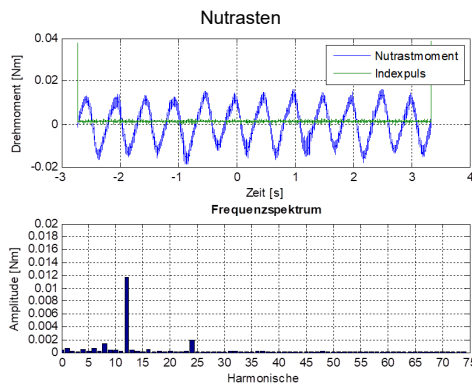 Nutrasten
Drehmoment [Nm]
0.04
0.02
0
-0.02
Nutrastmoment
Indexpuls
-3 -2 -1 0 1 2 3 4
Zeit [s]
Frequenzspektrum
Amplitude [Nm]
0.02
0.018
0.016
0.014
0.012
0.01
0.008
0.006
0.004
0.002
0
0 5 10 15 20 25 30 35 40 45 50 55 60 65 70 75
Harmonische